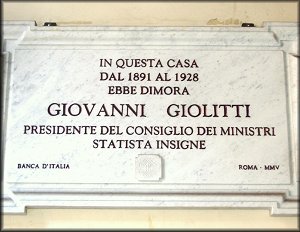 IN QUESTA CASA
DAL 1891 AL 1928
EBBE DIMORA
GIOVANNI GIOLITTI
PRESIDENTE DEL CONSIGLIO DEI MINISTRI
STATISTA INSIGNE
BANCA D'ITALIA ROMA - MMV